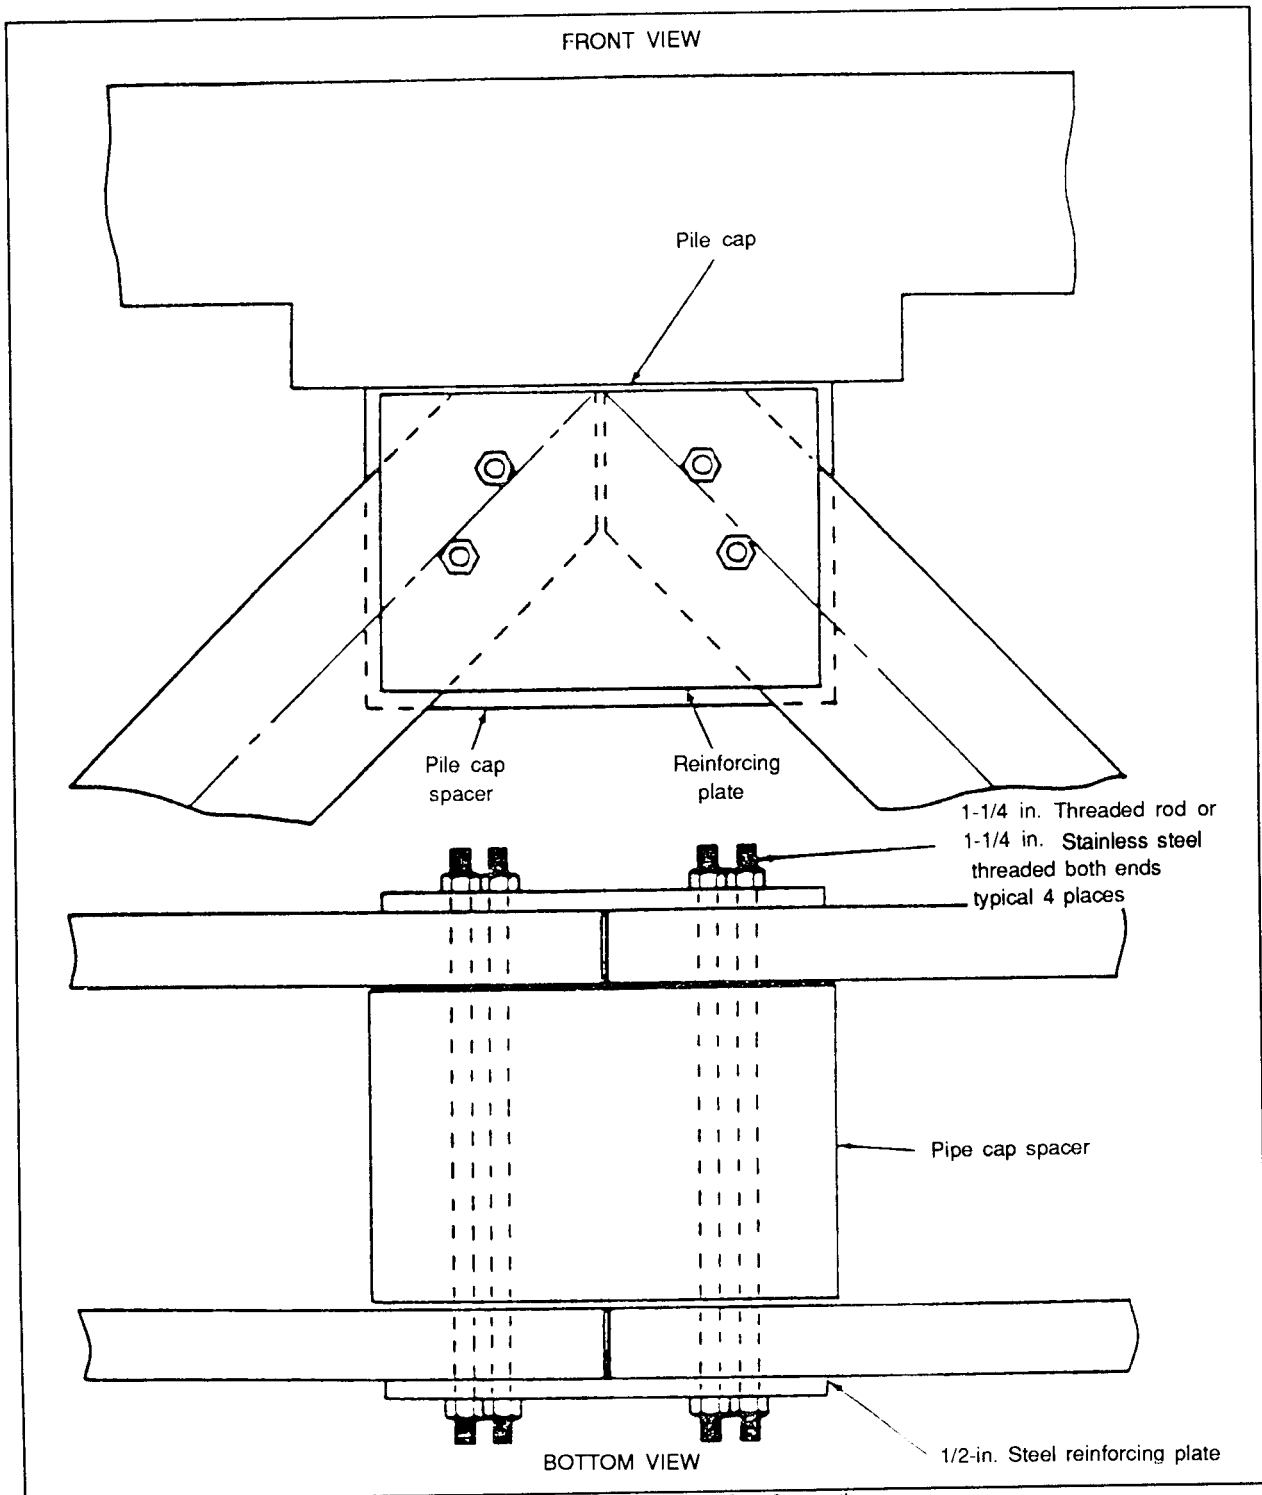 FRONT VIEW
Pile cap
Pile cap
spacer
Reinforcing
plate
1-1/4 in. Threaded rod or
1-1/4 in. Stainless steel
threaded both ends
typical 4 places
Pipe cap spacer
1/2-in. Steel reinforcing plate
BOTTOM VIEW